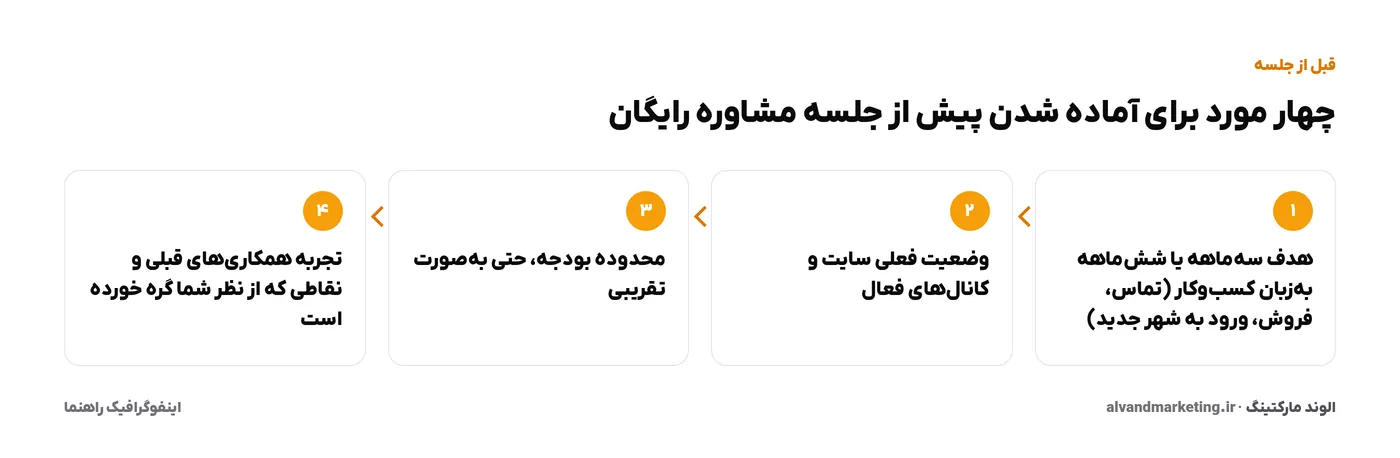 قبل از جلسه
چهار مورد برای آماده شدن پیش از جلسه مشاوره رایگان
۱
هدف سه‌ماهه یا شش‌ماهه
به‌زبان کسب‌وکار (تماس،
فروش، ورود به شهر جدید)
۲
وضعیت فعلی سایت و
کانال‌های فعال
۳
محدوده بودجه، حتی به‌صورت
تقریبی
۴
تجربه همکاری‌های قبلی و
نقاطی که از نظر شما گره خورده
است
الوند مارکتینگ · alvandmarketing.ir
اینفوگرافیک راهنما